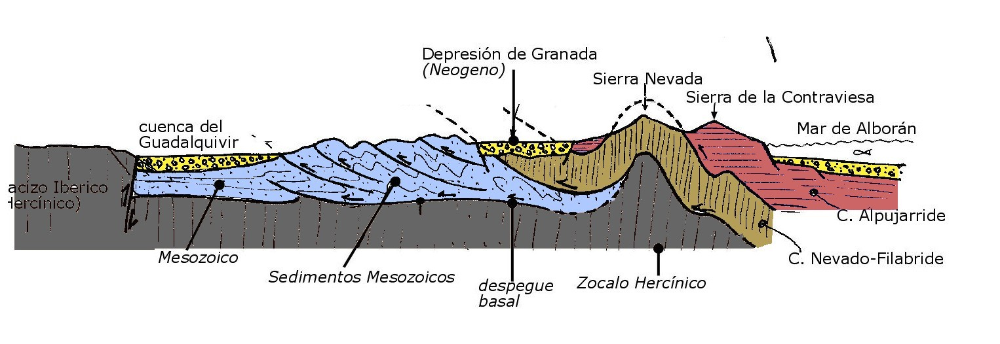 Depresión de Granada
(Neogeno)
Sierra Nevada
Sierra de la Contraviesa
Mar de Alborán
cuenca del
Guadalquivir
acizo Iberico
Hercínico)
C. Alpujarride
C. Nevado-Filabride
Mesozoico
Sedimentos Mesozoicos
despegue
basal
Zocalo Hercínico